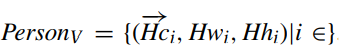 Person_V = {(\overrightarrow{Hc}_i, Hw_i, Hh_i)|i ∈}